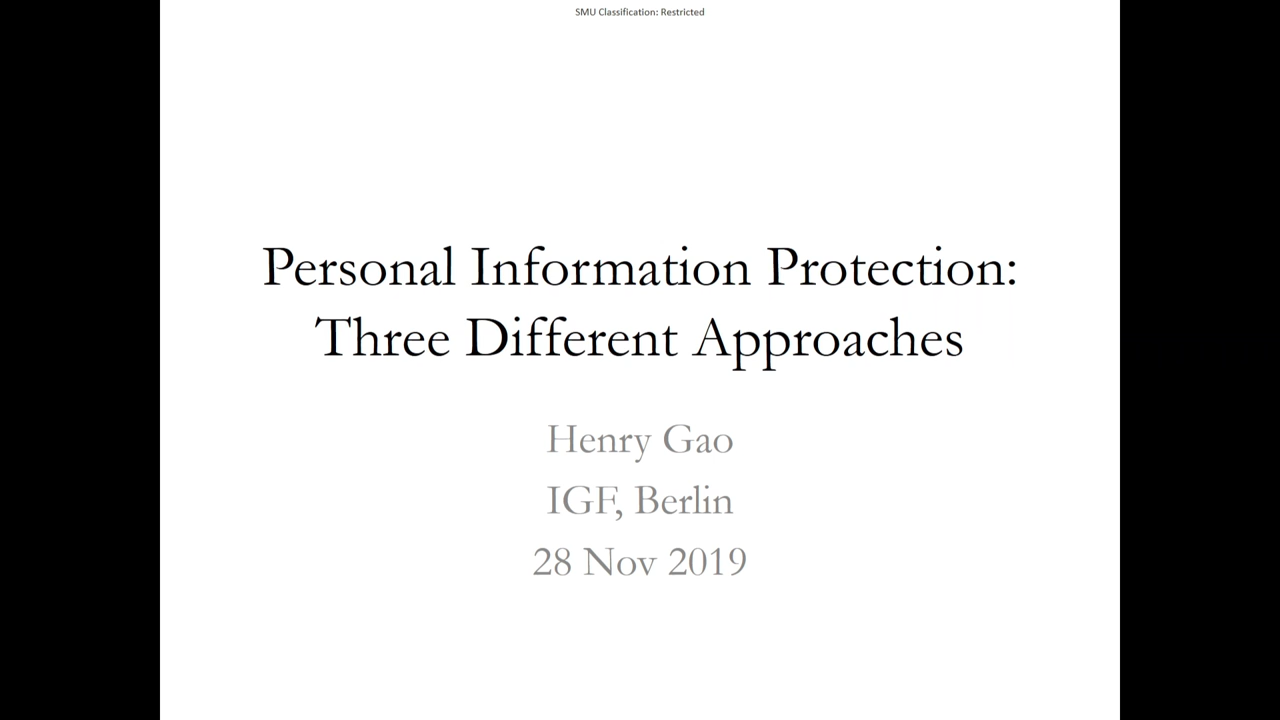 SMU Classification: Restricted
Personal Information Protection:
Three Different Approaches
Henry Gao
IGF, Berlin
28 Nov 2019